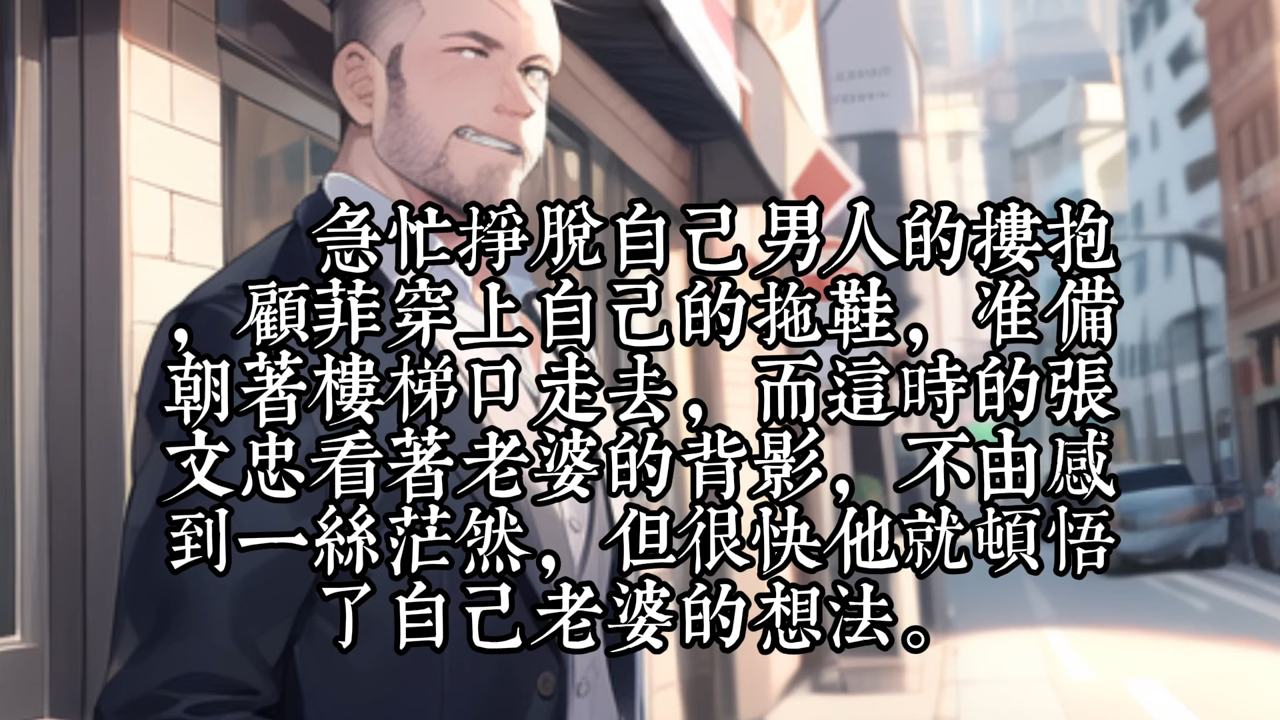 急忙掙脫自己男人的摟抱
，顧菲穿上自己的拖鞋，准備
朝著樓梯口走去，而這時的張
文忠看著老婆的背影，不由感
到一絲茫然，但很快他就頓悟
了自己老婆的想法。